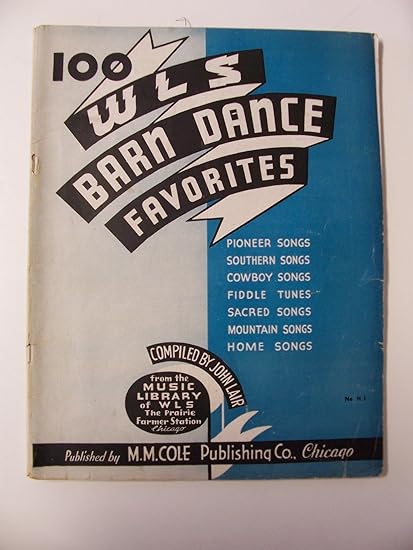 100
WLS
BARN DANCE
FAVORITES
PIONEER SONGS
SOUTHERN SONGS
COWBOY SONGS
FIDDLE TUNES
SACRED SONGS
MOUNTAIN SONGS
HOME SONGS
COMPILED BY JOHN LAIR
from the
MUSIC
LIBRARY
of WLS
The Prairie
Farmer Station
Chicago
No H.1
Published by M.M.COLE Publishing Co., Chicago